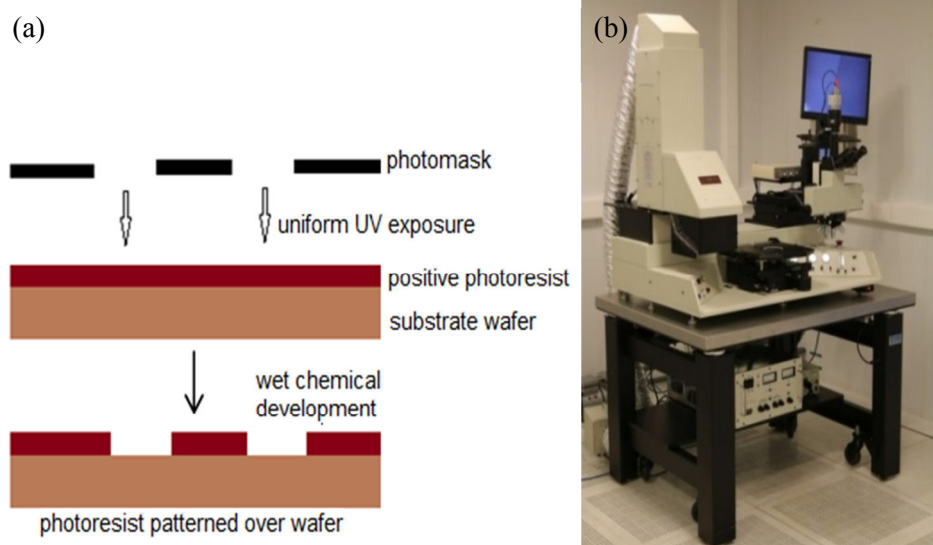 (a)
photomask
uniform UV exposure
positive photoresist
substrate wafer
wet chemical
development
photoresist patterned over wafer
(b)